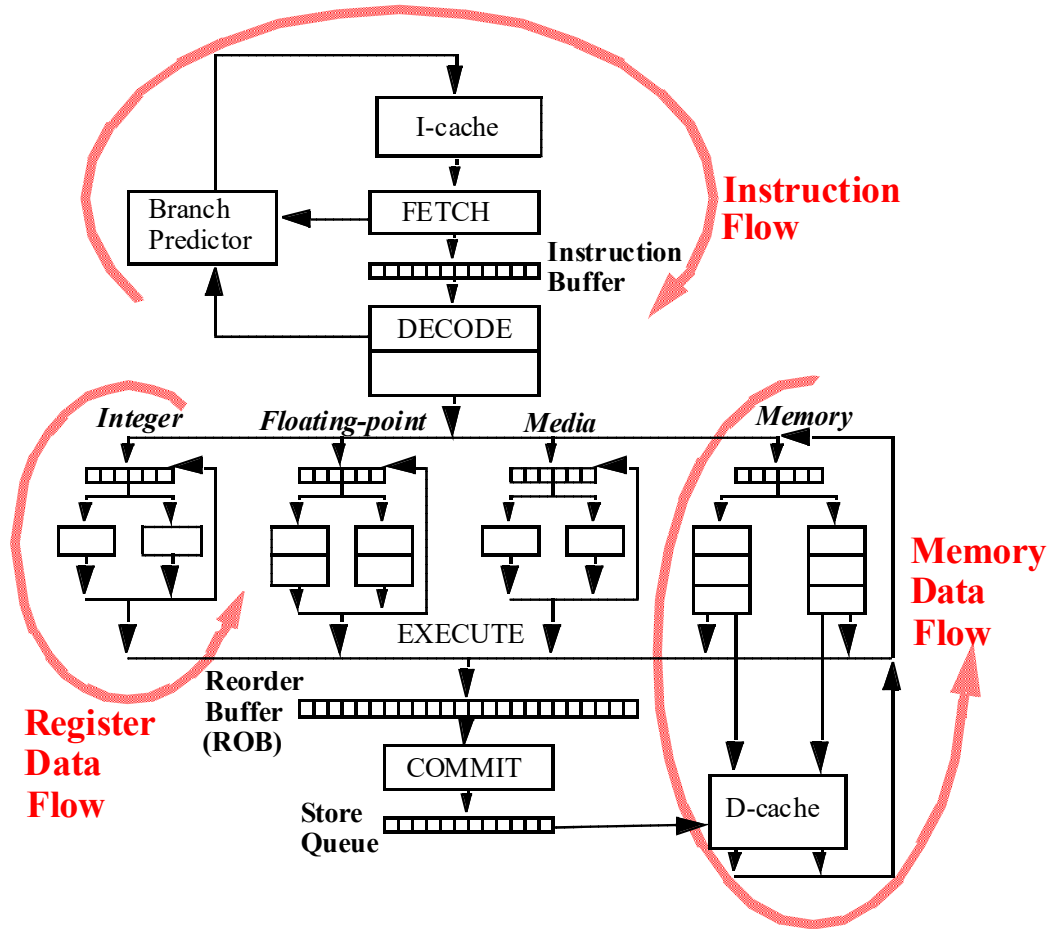 I-cache
Branch
Predictor
FETCH
Instruction
Flow
Instruction
Buffer
DECODE
Integer
Floating-point
Media
Memory
Memory
Data
Flow
EXECUTE
Reorder
Buffer
(ROB)
Register
Data
Flow
COMMIT
Store
Queue
D-cache